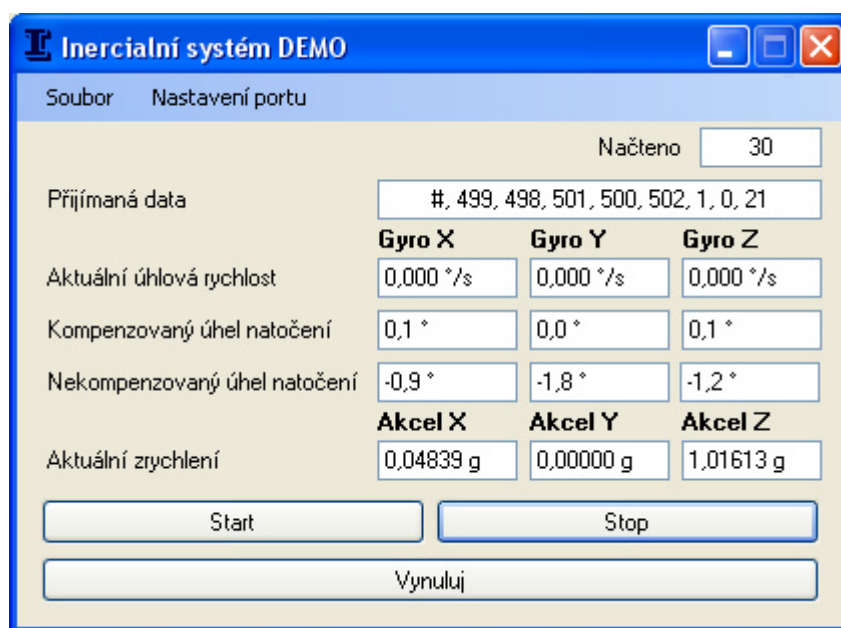 Inercialní systém DEMO
Soubor Nastavení portu
Načteno 30
Přijímaná data #, 499, 498, 501, 500, 502, 1, 0, 21
Gyro X Gyro Y Gyro Z
Aktuální úhlová rychlost 0,000 °/s 0,000 °/s 0,000 °/s
Kompenzovaný úhel natočení 0,1 ° 0,0 ° 0,1 °
Nekompenzovaný úhel natočení -0,9 ° -1,8 ° -1,2 °
Akcel X Akcel Y Akcel Z
Aktuální zrychlení 0,04839 g 0,00000 g 1,01613 g
Start Stop
Vynuluj